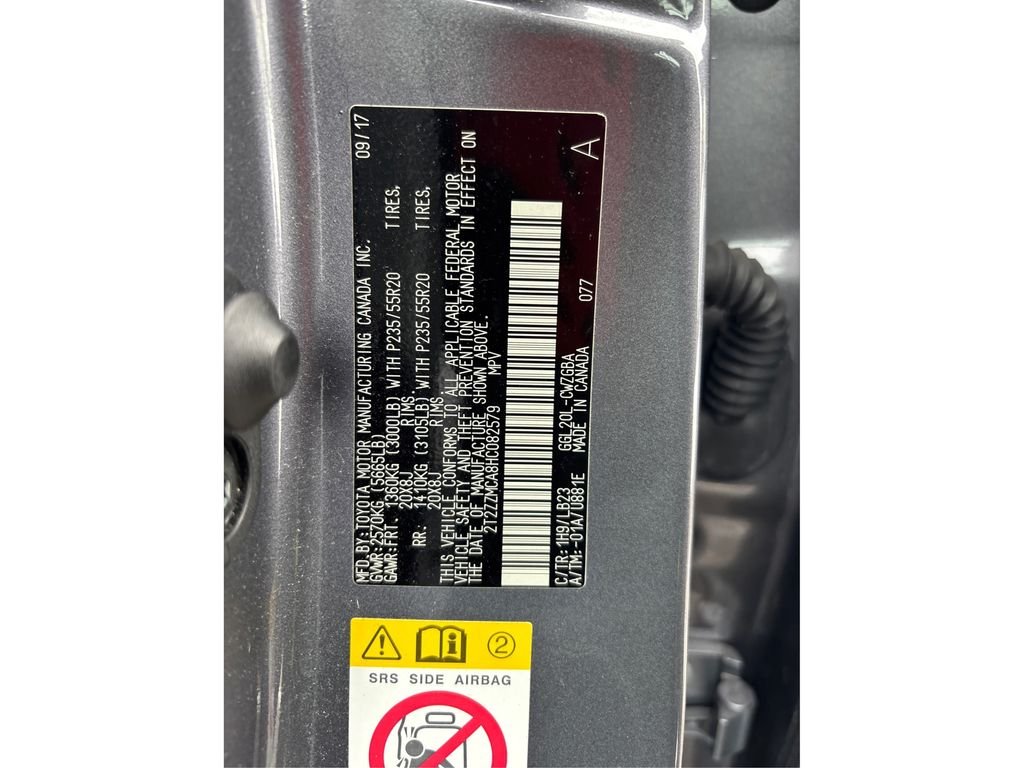 MFD.BY:TOYOTA MOTOR MANUFACTURING CANADA INC. 09/17
GVWR:2570KG (5665LB)
GAWR:FRT. 1360KG (3000LB) WITH P235/55R20 TIRES,
20X8J RIMS.
RR. 1410KG (3105LB) WITH P235/55R20 TIRES,
20X8J RIMS.
THIS VEHICLE CONFORMS TO ALL APPLICABLE FEDERAL MOTOR
VEHICLE SAFETY AND THEFT PREVENTION STANDARDS IN EFFECT ON
THE DATE OF MANUFACTURE SHOWN ABOVE.
2T2ZZMCA8HC082579 MPV
A
C/TR:1H9/LB23 GGL20L-CWZGBA 077
A/TM:-01A/U881E MADE IN CANADA
2
SRS SIDE AIRBAG